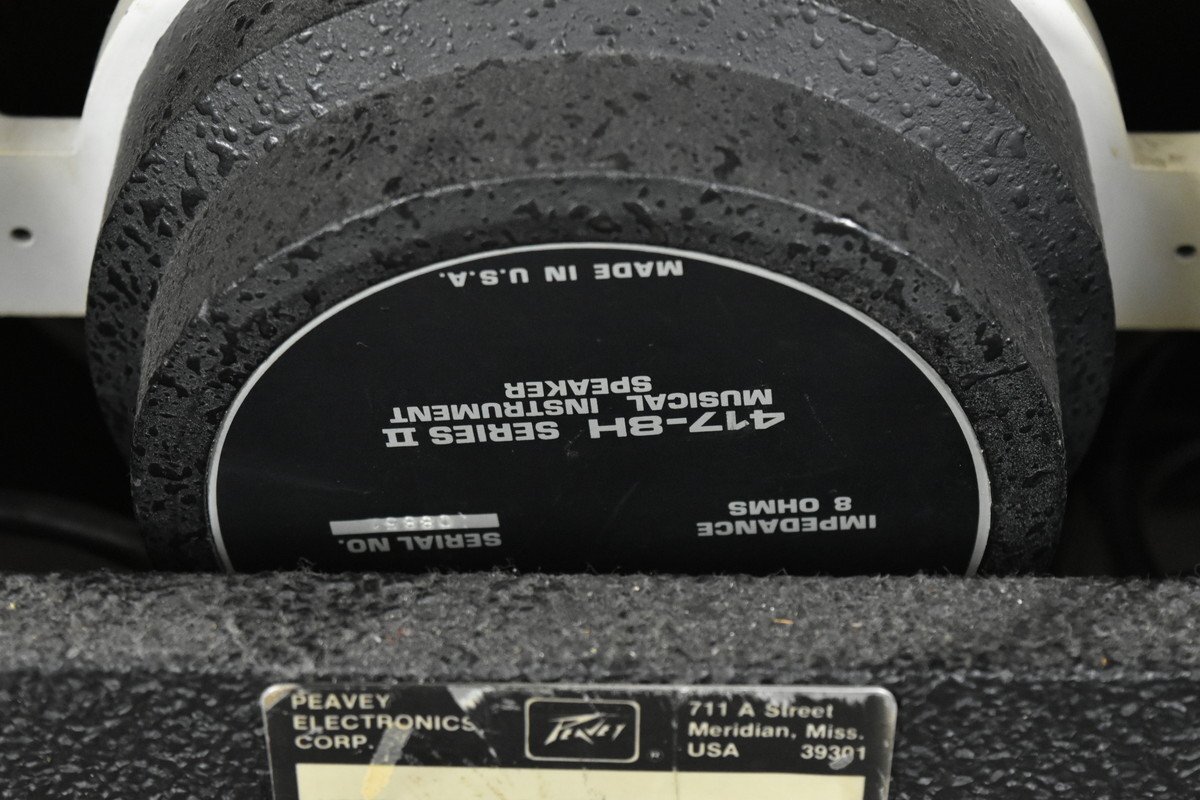 IMPEDANCE
8 OHMS
SERIAL NO.
417-8H SERIES II
MUSICAL INSTRUMENT
SPEAKER
MADE IN U.S.A.
PEAVEY
ELECTRONICS
CORP.
PEAVEY
711 A Street
Meridian, Miss.
USA 39301